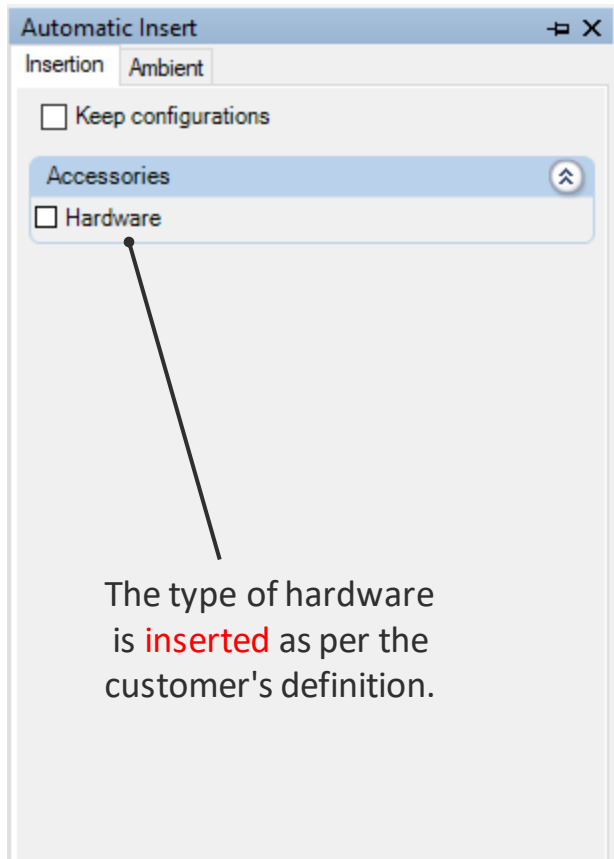 Automatic Insert
Insertion Ambient
Keep configurations
Accessories
Hardware
The type of hardware
is inserted as per the
customer's definition.